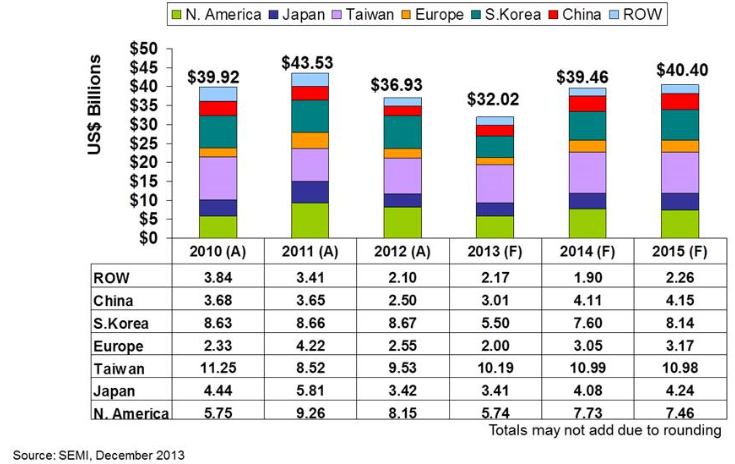 N. America Japan Taiwan Europe S.Korea China ROW
US$ Billions
$50
$45
$40
$35
$30
$25
$20
$15
$10
$5
$0
$39.92 $43.53 $36.93 $32.02 $39.46 $40.40
2010 (A) 2011 (A) 2012 (A) 2013 (F) 2014 (F) 2015 (F)
ROW 3.84 3.41 2.10 2.17 1.90 2.26
China 3.68 3.65 2.50 3.01 4.11 4.15
S.Korea 8.63 8.66 8.67 5.50 7.60 8.14
Europe 2.33 4.22 2.55 2.00 3.05 3.17
Taiwan 11.25 8.52 9.53 10.19 10.99 10.98
Japan 4.44 5.81 3.42 3.41 4.08 4.24
N. America 5.75 9.26 8.15 5.74 7.73 7.46
Totals may not add due to rounding
Source: SEMI, December 2013